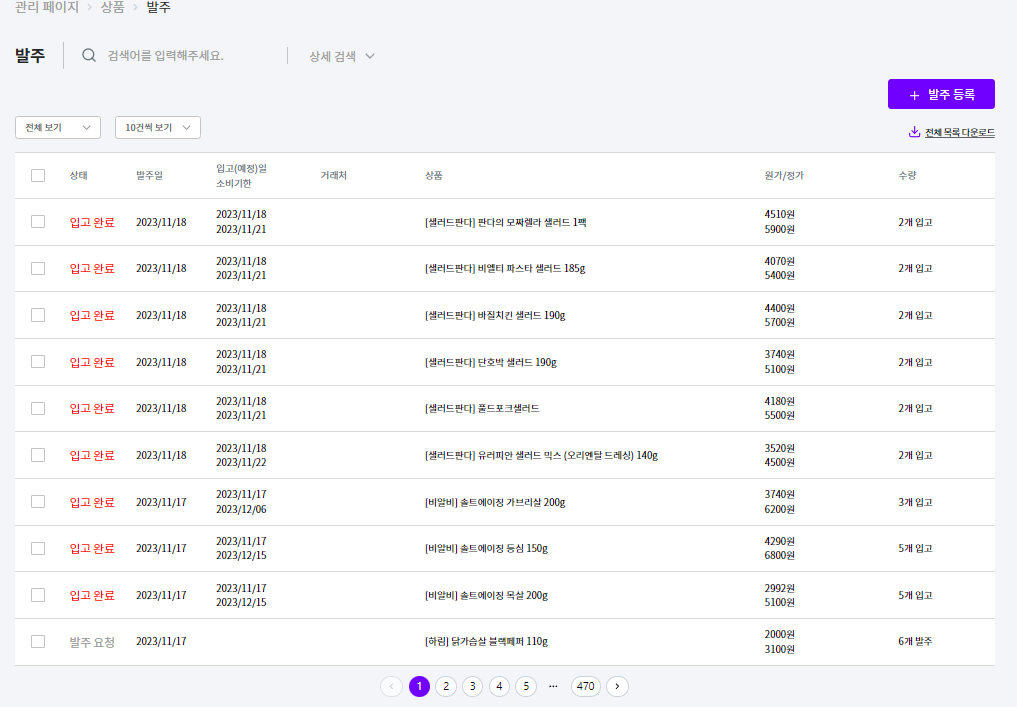 관리 페이지 > 상품 > 발주
발주 검색어를 입력해주세요. 상세 검색
+ 발주 등록
전체 보기 10건씩 보기 전체 목록 다운로드
상태 발주일 입고(예정)일 거래처 상품 원가/정가 수량
소비기한
입고 완료 2023/11/18 2023/11/18 [샐러드판다] 판다의 모짜렐라 샐러드 1팩 4510원 2개 입고
2023/11/21 5900원
입고 완료 2023/11/18 2023/11/18 [샐러드판다] 비엘티 파스타 샐러드 185g 4070원 2개 입고
2023/11/21 5400원
입고 완료 2023/11/18 2023/11/18 [샐러드판다] 바질치킨 샐러드 190g 4400원 2개 입고
2023/11/21 5700원
입고 완료 2023/11/18 2023/11/18 [샐러드판다] 단호박 샐러드 190g 3740원 2개 입고
2023/11/21 5100원
입고 완료 2023/11/18 2023/11/18 [샐러드판다] 풀드포크샐러드 4180원 2개 입고
2023/11/21 5500원
입고 완료 2023/11/18 2023/11/18 [샐러드판다] 유러피안 샐러드 믹스 (오리엔탈 드레싱) 140g 3520원 2개 입고
2023/11/22 4500원
입고 완료 2023/11/17 2023/11/17 [비알비] 솔트에이징 가브리살 200g 3740원 3개 입고
2023/12/06 6200원
입고 완료 2023/11/17 2023/11/17 [비알비] 솔트에이징 등심 150g 4290원 5개 입고
2023/12/15 6800원
입고 완료 2023/11/17 2023/11/17 [비알비] 솔트에이징 목살 200g 2992원 5개 입고
2023/12/15 5100원
발주 요청 2023/11/17 [하림] 닭가슴살 블랙페퍼 110g 2000원 6개 발주
3100원
< 1 2 3 4 5 ··· 470 >